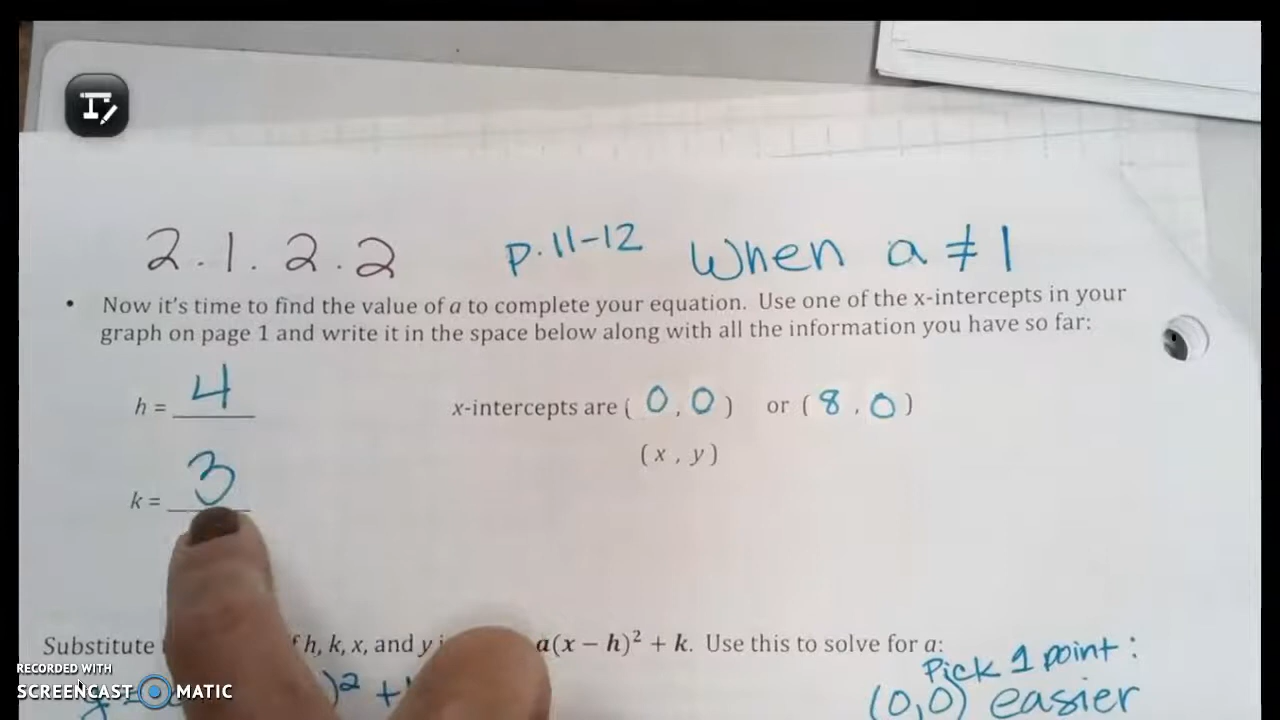 2.1.2.2 p.11-12 When a ≠ 1
• Now it's time to find the value of a to complete your equation. Use one of the x-intercepts in your
graph on page 1 and write it in the space below along with all the information you have so far:
h = 4 x-intercepts are ( 0 , 0 ) or ( 8 , 0 )
(x , y)
k = 3
Substitute h, k, x, and y a(x − h)² + k. Use this to solve for a:
Pick 1 point:
)² + (0,0) easier
RECORDED WITH
SCREENCAST MATIC